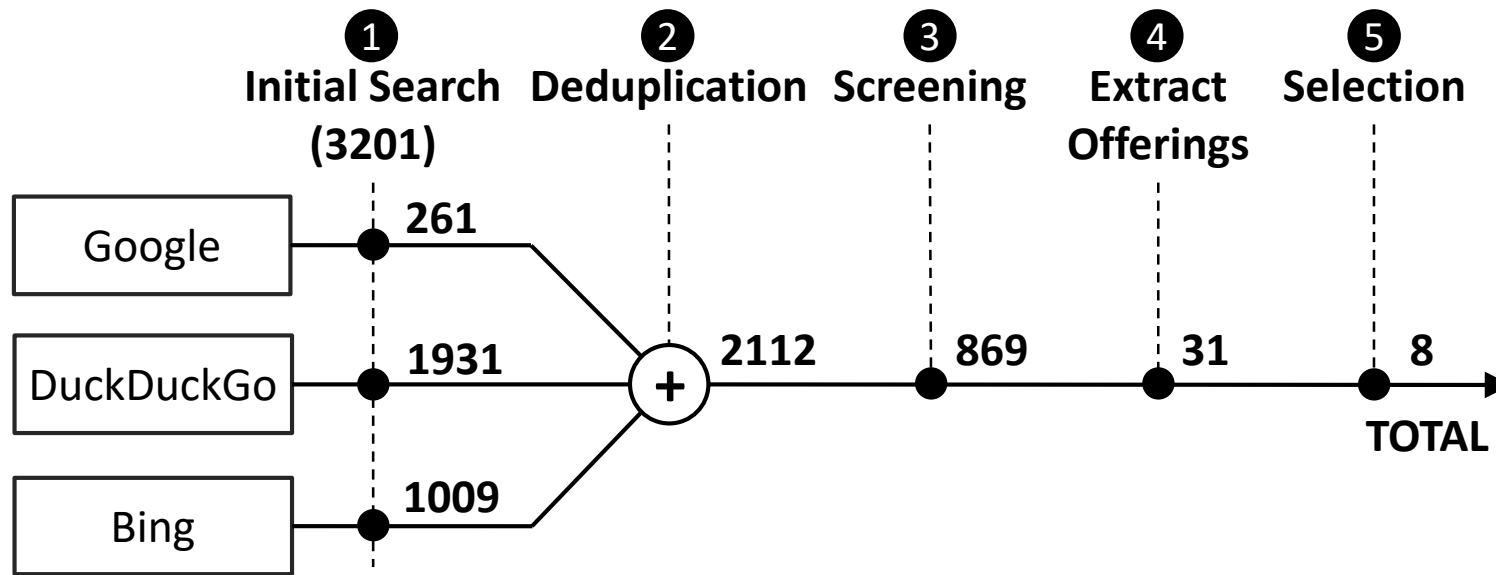 1 2 3 4 5
Initial Search Deduplication Screening Extract Selection
(3201) Offerings
261
Google
1931 2112 869 31 8
DuckDuckGo +
TOTAL
1009
Bing